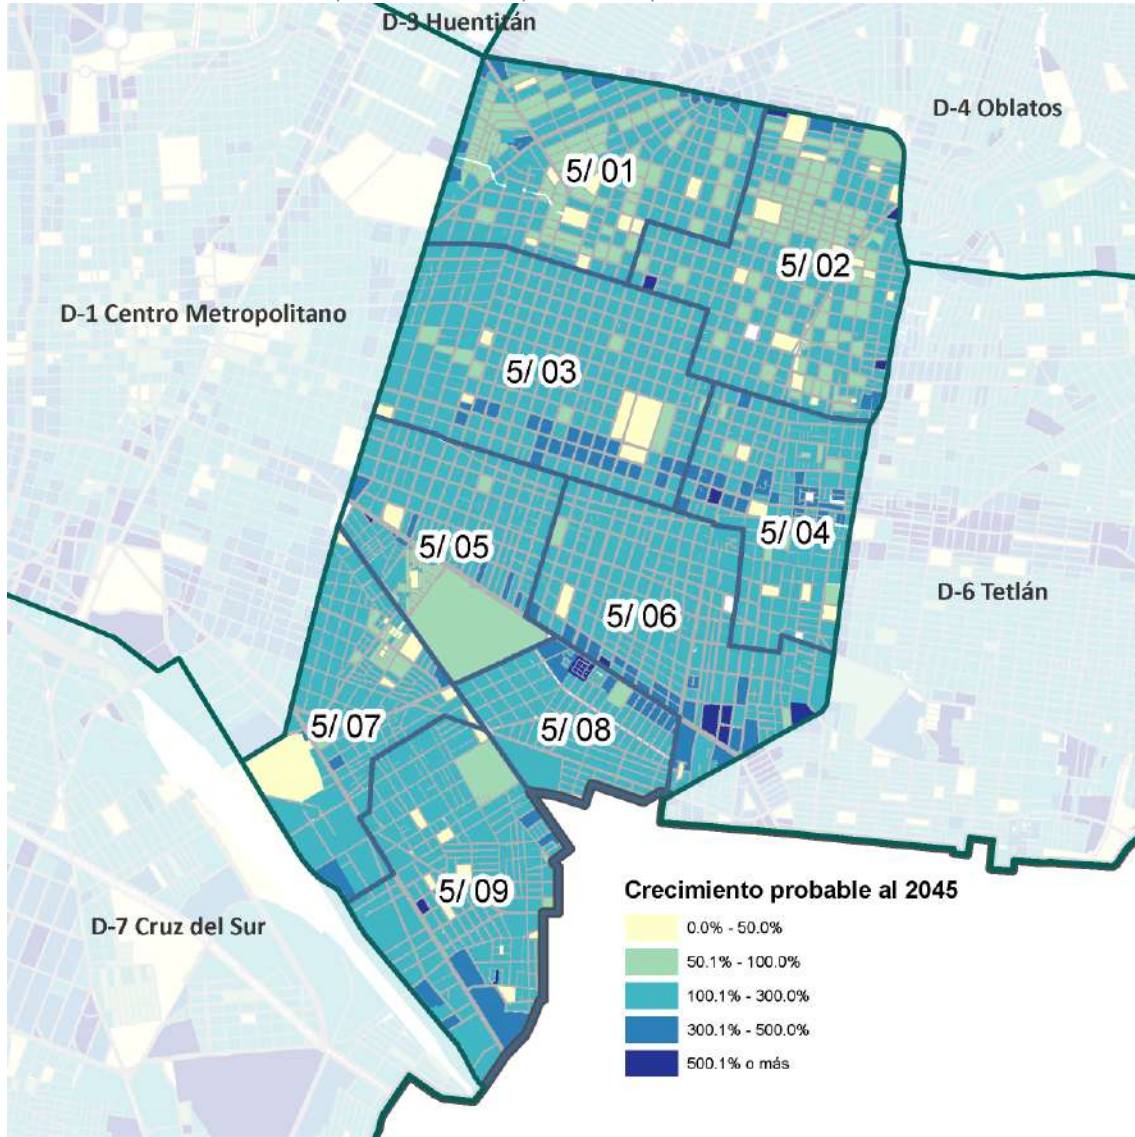 D-3 Huentitán
D-4 Oblatos
5/ 01
5/ 02
D-1 Centro Metropolitano
5/ 03
5/ 04
5/ 05
D-6 Tetlán
5/ 06
5/ 07
5/ 08
5/ 09
D-7 Cruz del Sur
Crecimiento probable al 2045
0.0% - 50.0%
50.1% - 100.0%
100.1% - 300.0%
300.1% - 500.0%
500.1% o más